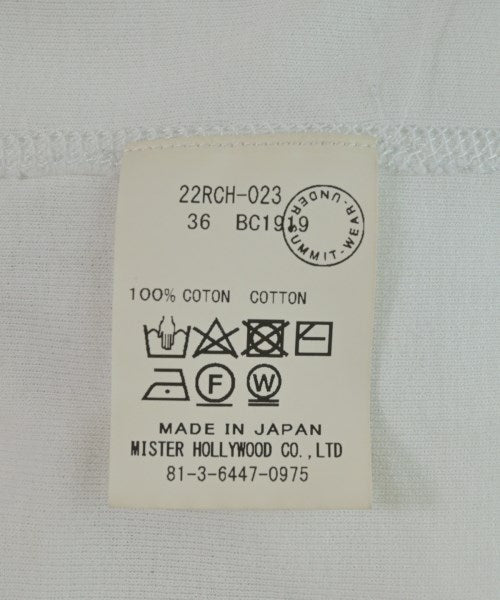 22RCH-023
36 BC1919
UNDER-SUMMIT-WEAR-
100% COTON COTTON
F W
MADE IN JAPAN
MISTER HOLLYWOOD CO.,LTD
81-3-6447-0975